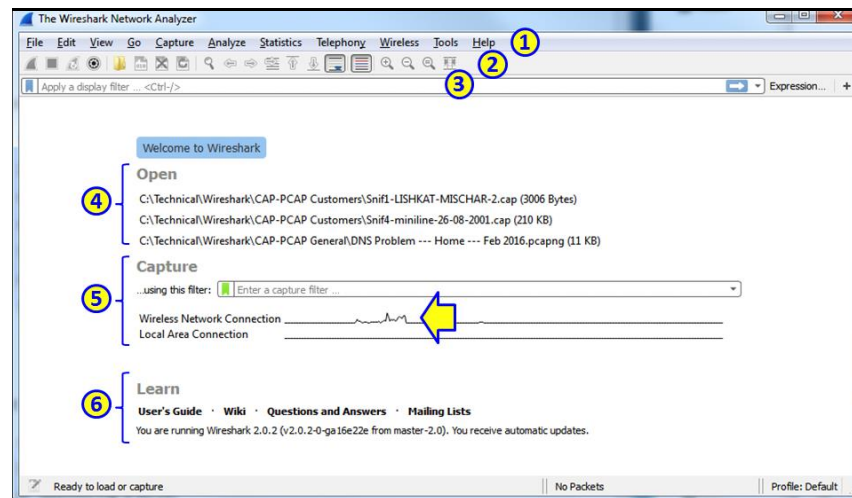 The Wireshark Network Analyzer
File Edit View Go Capture Analyze Statistics Telephony Wireless Tools Help 1
2
3
Apply a display filter ... <Ctrl-/> Expression... +
Welcome to Wireshark
Open
4
C:\Technical\Wireshark\CAP-PCAP Customers\Snif1-LISHKAT-MISCHAR-2.cap (3006 Bytes)
C:\Technical\Wireshark\CAP-PCAP Customers\Snif4-miniline-26-08-2001.cap (210 KB)
C:\Technical\Wireshark\CAP-PCAP General\DNS Problem --- Home --- Feb 2016.pcapng (11 KB)
Capture
5
...using this filter: Enter a capture filter ...
Wireless Network Connection
Local Area Connection
Learn
6
User's Guide · Wiki · Questions and Answers · Mailing Lists
You are running Wireshark 2.0.2 (v2.0.2-0-ga16e22e from master-2.0). You receive automatic updates.
Ready to load or capture No Packets Profile: Default